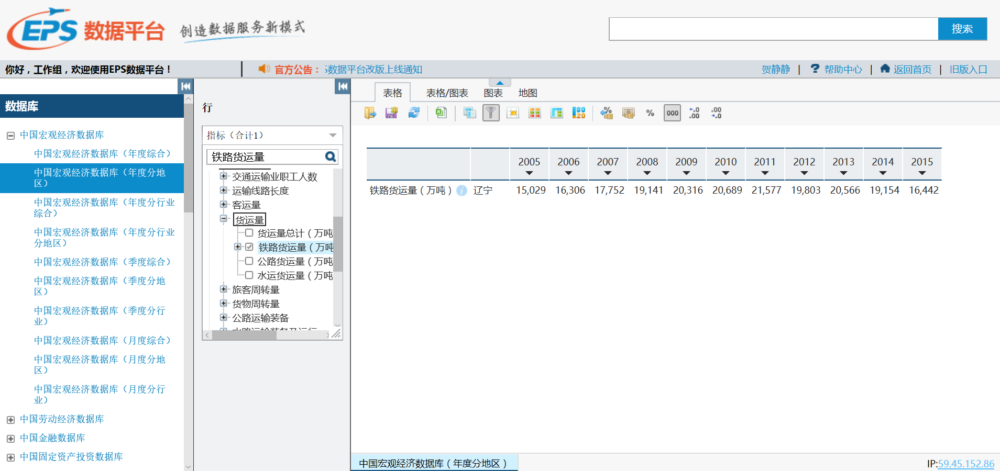 EPS 数据平台 创造数据服务新模式
搜索
你好，工作组，欢迎使用EPS数据平台！
官方公告： 数据平台改版上线通知
贺静静 | 帮助中心 | 返回首页 | 旧版入口
数据库
中国宏观经济数据库
中国宏观经济数据库（年度综合）
中国宏观经济数据库（年度分地
区）
中国宏观经济数据库（年度分行业
综合）
中国宏观经济数据库（年度分行业
分地区）
中国宏观经济数据库（季度综合）
中国宏观经济数据库（季度分地
区）
中国宏观经济数据库（季度分行
业）
中国宏观经济数据库（月度综合）
中国宏观经济数据库（月度分地
区）
中国宏观经济数据库（月度分行
业）
中国劳动经济数据库
中国金融数据库
中国固定资产投资数据库
行
指标（合计1）
铁路货运量
交通运输业职工人数
运输线路长度
客运量
货运量
货运量总计（万吨
铁路货运量（万吨
公路货运量（万吨
水运货运量（万吨
旅客周转量
货物周转量
公路运输装备
水路运输装备及运行
表格 表格/图表 图表 地图
80 20 % % 000 .0 .00 .00 .0
2005 2006 2007 2008 2009 2010 2011 2012 2013 2014 2015
铁路货运量（万吨） i 辽宁 15,029 16,306 17,752 19,141 20,316 20,689 21,577 19,803 20,566 19,154 16,442
中国宏观经济数据库（年度分地区）
IP:59.45.152.86